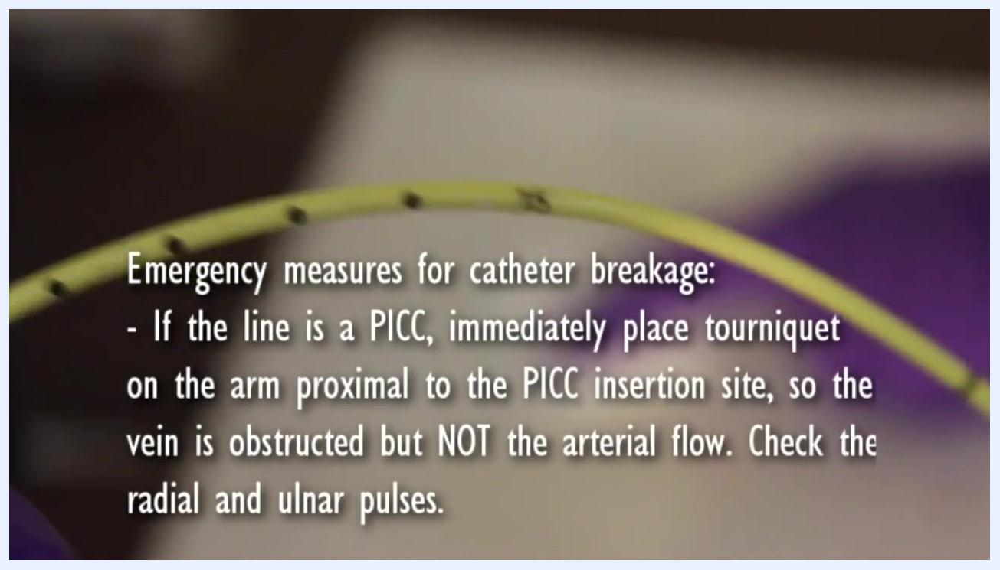 Emergency measures for catheter breakage:
- If the line is a PICC, immediately place tourniquet
on the arm proximal to the PICC insertion site, so the
vein is obstructed but NOT the arterial flow. Check the
radial and ulnar pulses.